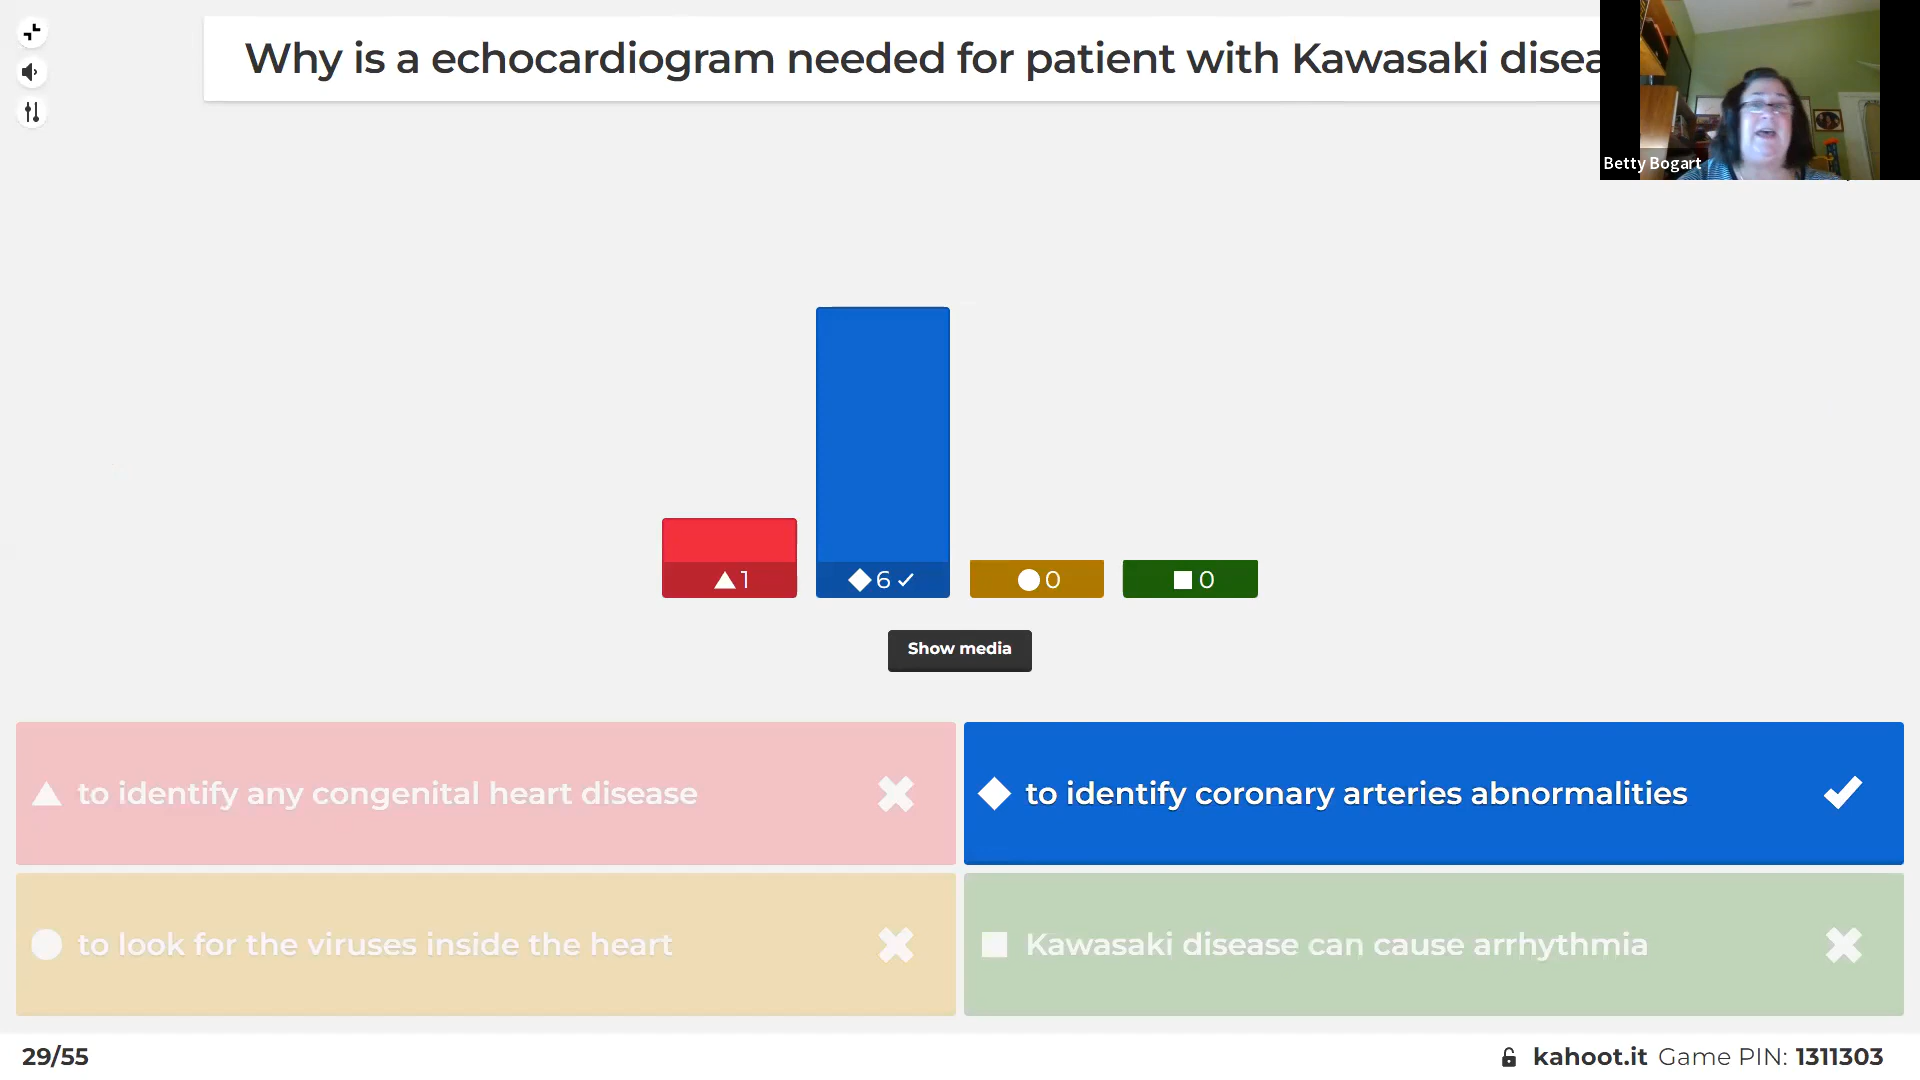 Why is a echocardiogram needed for patient with Kawasaki disea
Betty Bogart
1
6
0
0
Show media
to identify any congenital heart disease
to identify coronary arteries abnormalities
to look for the viruses inside the heart
Kawasaki disease can cause arrhythmia
29/55
kahoot.it Game PIN: 1311303